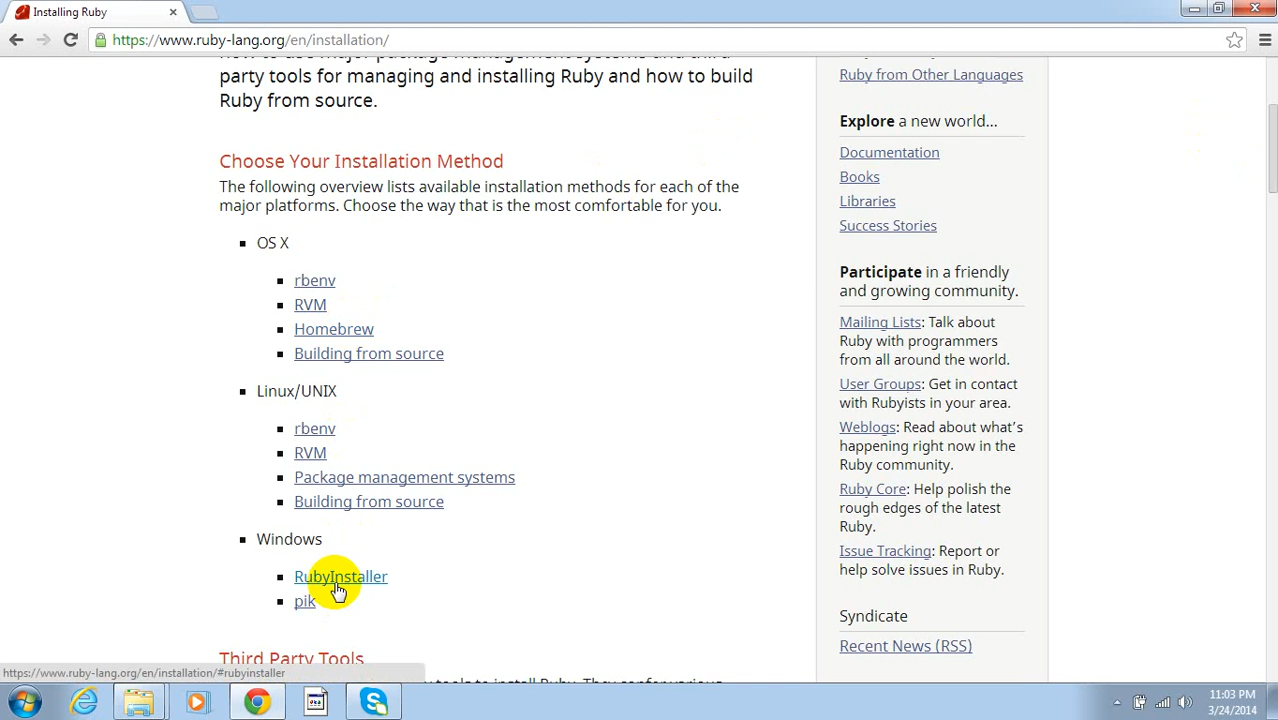 Installing Ruby
https://www.ruby-lang.org/en/installation/
party tools for managing and installing Ruby and how to build
Ruby from source.
Choose Your Installation Method
The following overview lists available installation methods for each of the
major platforms. Choose the way that is the most comfortable for you.
OS X
rbenv
RVM
Homebrew
Building from source
Linux/UNIX
rbenv
RVM
Package management systems
Building from source
Windows
RubyInstaller
pik
Third Party Tools
Ruby from Other Languages
Explore a new world...
Documentation
Books
Libraries
Success Stories
Participate in a friendly
and growing community.
Mailing Lists: Talk about
Ruby with programmers
from all around the world.
User Groups: Get in contact
with Rubyists in your area.
Weblogs: Read about what's
happening right now in the
Ruby community.
Ruby Core: Help polish the
rough edges of the latest
Ruby.
Issue Tracking: Report or
help solve issues in Ruby.
Syndicate
Recent News (RSS)
https://www.ruby-lang.org/en/installation/#rubyinstaller
11:03 PM
3/24/2014